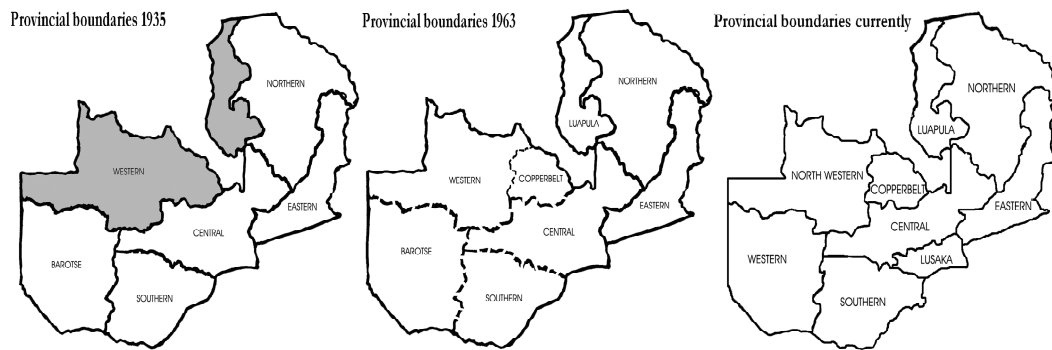 Provincial boundaries 1935
NORTHERN
WESTERN
EASTERN
CENTRAL
BAROTSE
SOUTHERN
Provincial boundaries 1963
NORTHERN
LUAPULA
WESTERN
COPPERBELT
EASTERN
CENTRAL
BAROTSE
SOUTHERN
Provincial boundaries currently
NORTHERN
LUAPULA
NORTH WESTERN
COPPERBELT
EASTERN
CENTRAL
WESTERN
LUSAKA
SOUTHERN